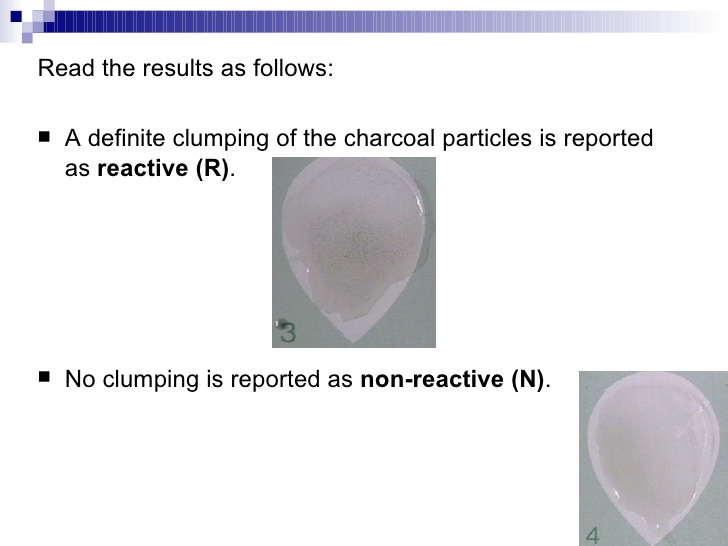 Read the results as follows:
A definite clumping of the charcoal particles is reported
as reactive (R).
3
No clumping is reported as non-reactive (N).
4